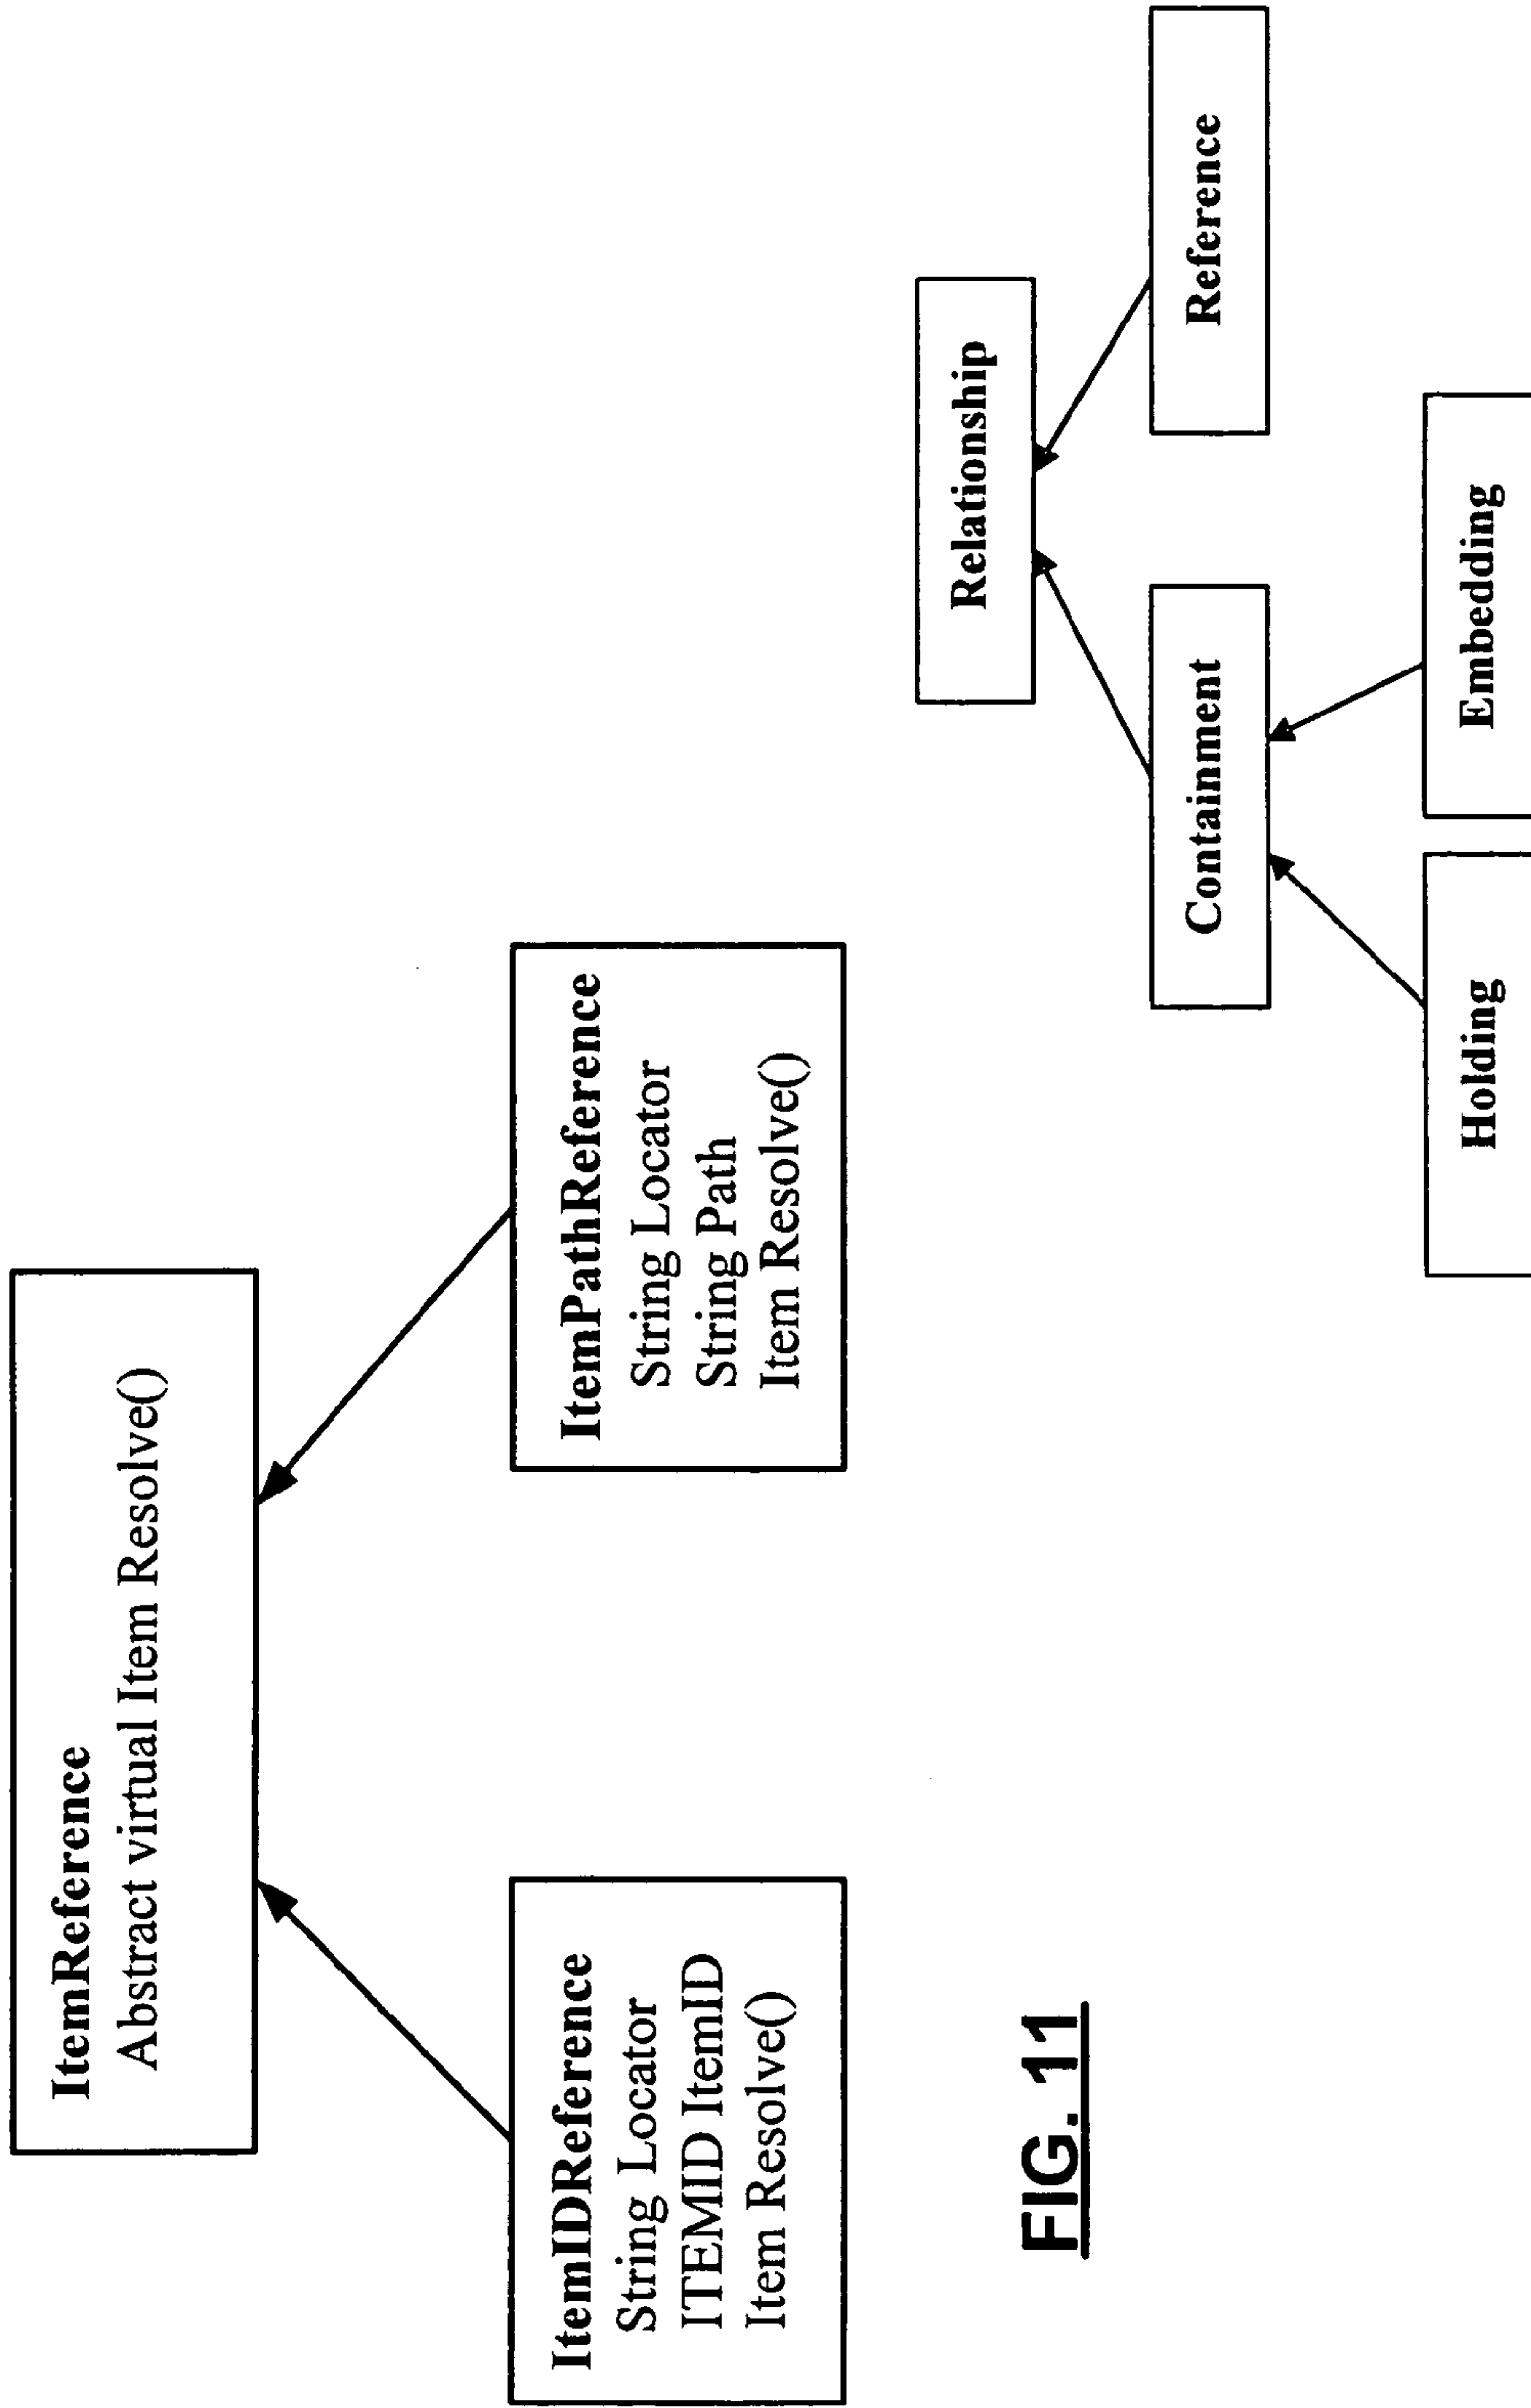 ItemReference
Abstract virtual Item Resolve()
ItemIDReference
String Locator
ITEMID ItemID
Item Resolve()
ItemPathReference
String Locator
String Path
Item Resolve()
FIG. 11
Relationship
Containment
Reference
Holding
Embedding